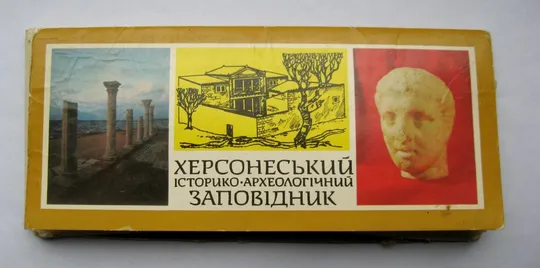 ХЕРСОНЕСЬКИЙ
ІСТОРИКО•АРХЕОЛОГІЧНИЙ
ЗАПОВІДНИК